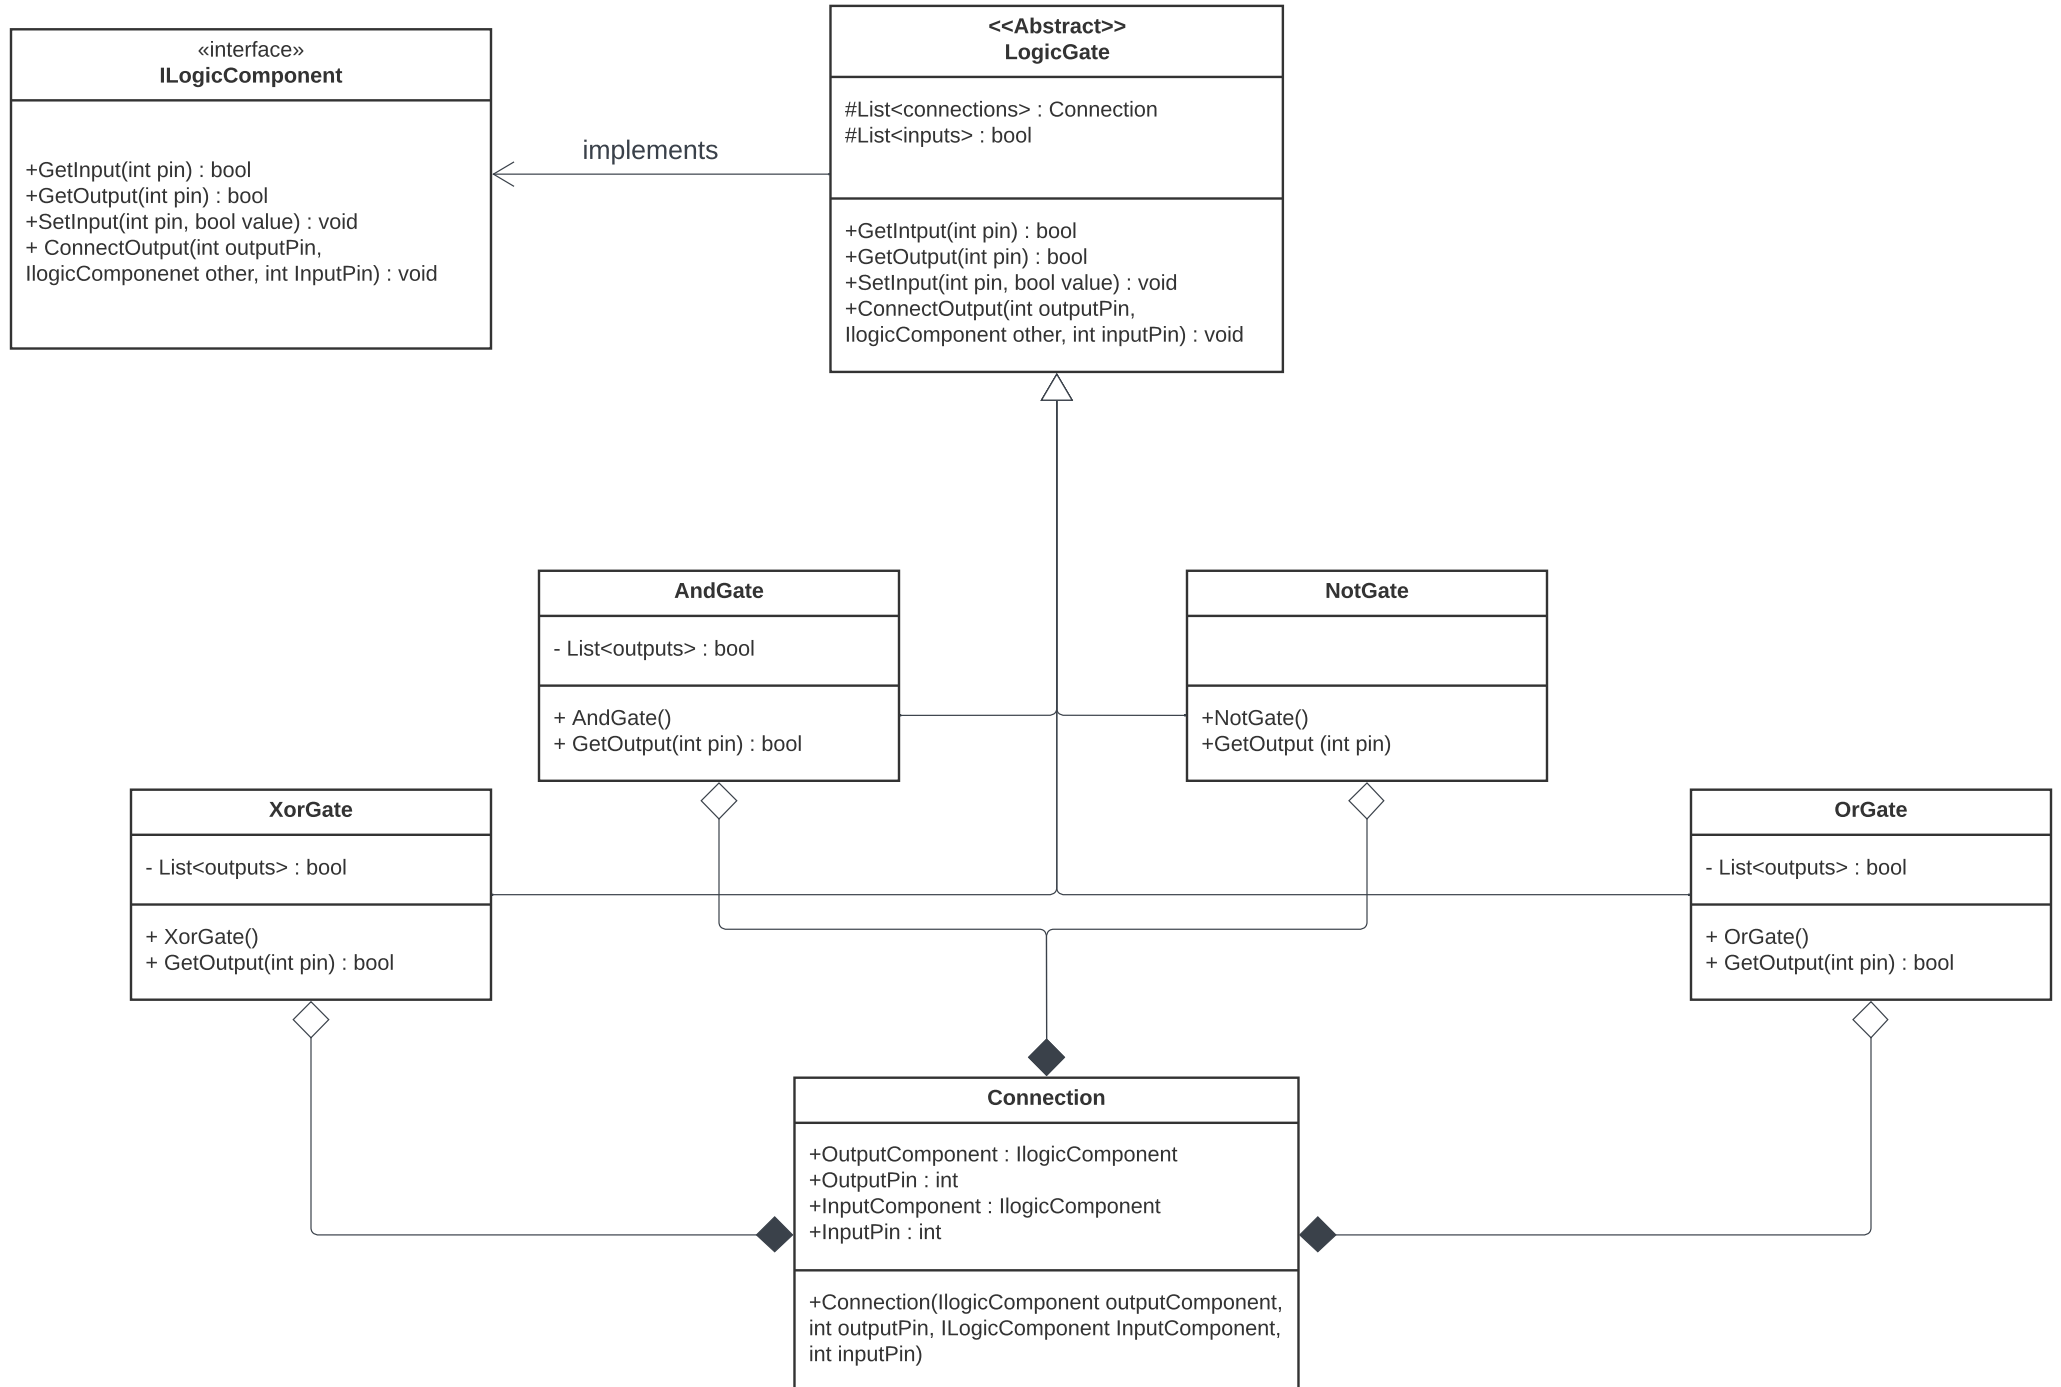 «interface»
ILogicComponent
+GetInput(int pin) : bool
+GetOutput(int pin) : bool
+SetInput(int pin, bool value) : void
+ ConnectOutput(int outputPin,
IlogicComponenet other, int InputPin) : void
implements
<<Abstract>>
LogicGate
#List<connections> : Connection
#List<inputs> : bool
+GetIntput(int pin) : bool
+GetOutput(int pin) : bool
+SetInput(int pin, bool value) : void
+ConnectOutput(int outputPin,
IlogicComponent other, int inputPin) : void
AndGate
- List<outputs> : bool
+ AndGate()
+ GetOutput(int pin) : bool
NotGate
+NotGate()
+GetOutput (int pin)
XorGate
- List<outputs> : bool
+ XorGate()
+ GetOutput(int pin) : bool
OrGate
- List<outputs> : bool
+ OrGate()
+ GetOutput(int pin) : bool
Connection
+OutputComponent : IlogicComponent
+OutputPin : int
+InputComponent : IlogicComponent
+InputPin : int
+Connection(IlogicComponent outputComponent,
int outputPin, ILogicComponent InputComponent,
int inputPin)